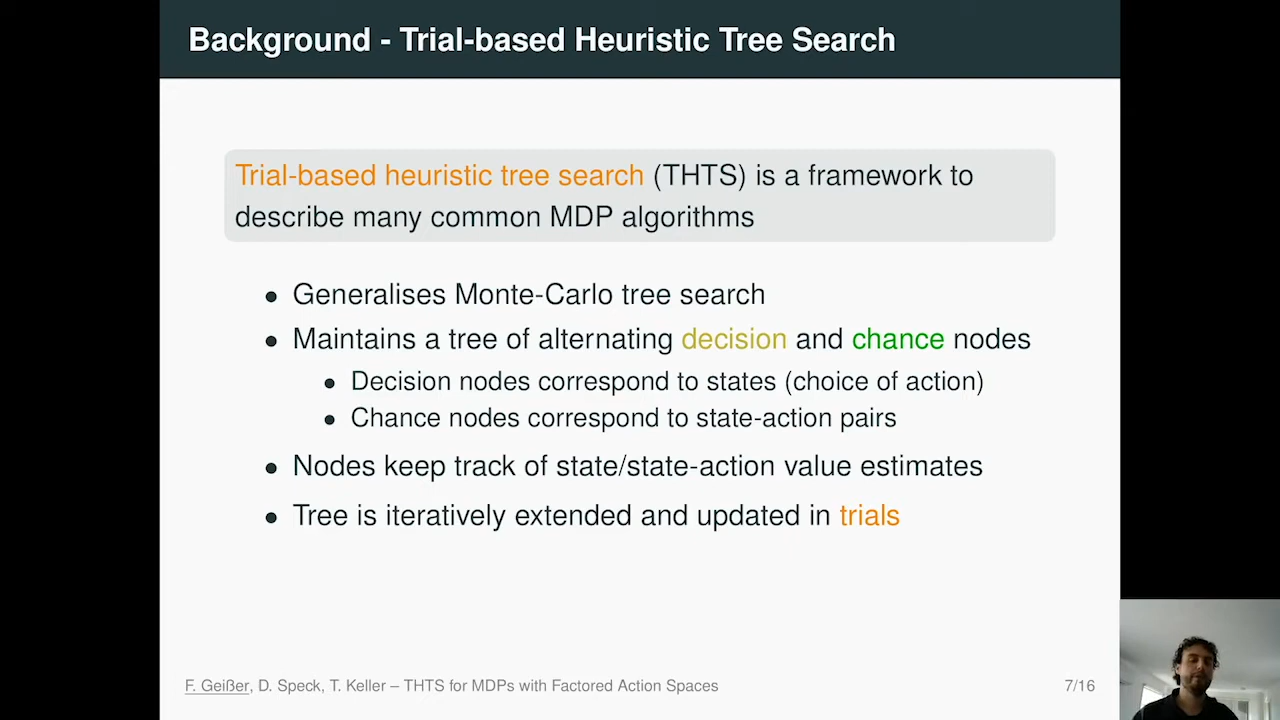 Background - Trial-based Heuristic Tree Search
Trial-based heuristic tree search (THTS) is a framework to
describe many common MDP algorithms
• Generalises Monte-Carlo tree search
• Maintains a tree of alternating decision and chance nodes
• Decision nodes correspond to states (choice of action)
• Chance nodes correspond to state-action pairs
• Nodes keep track of state/state-action value estimates
• Tree is iteratively extended and updated in trials
F. Geißer, D. Speck, T. Keller – THTS for MDPs with Factored Action Spaces
7/16